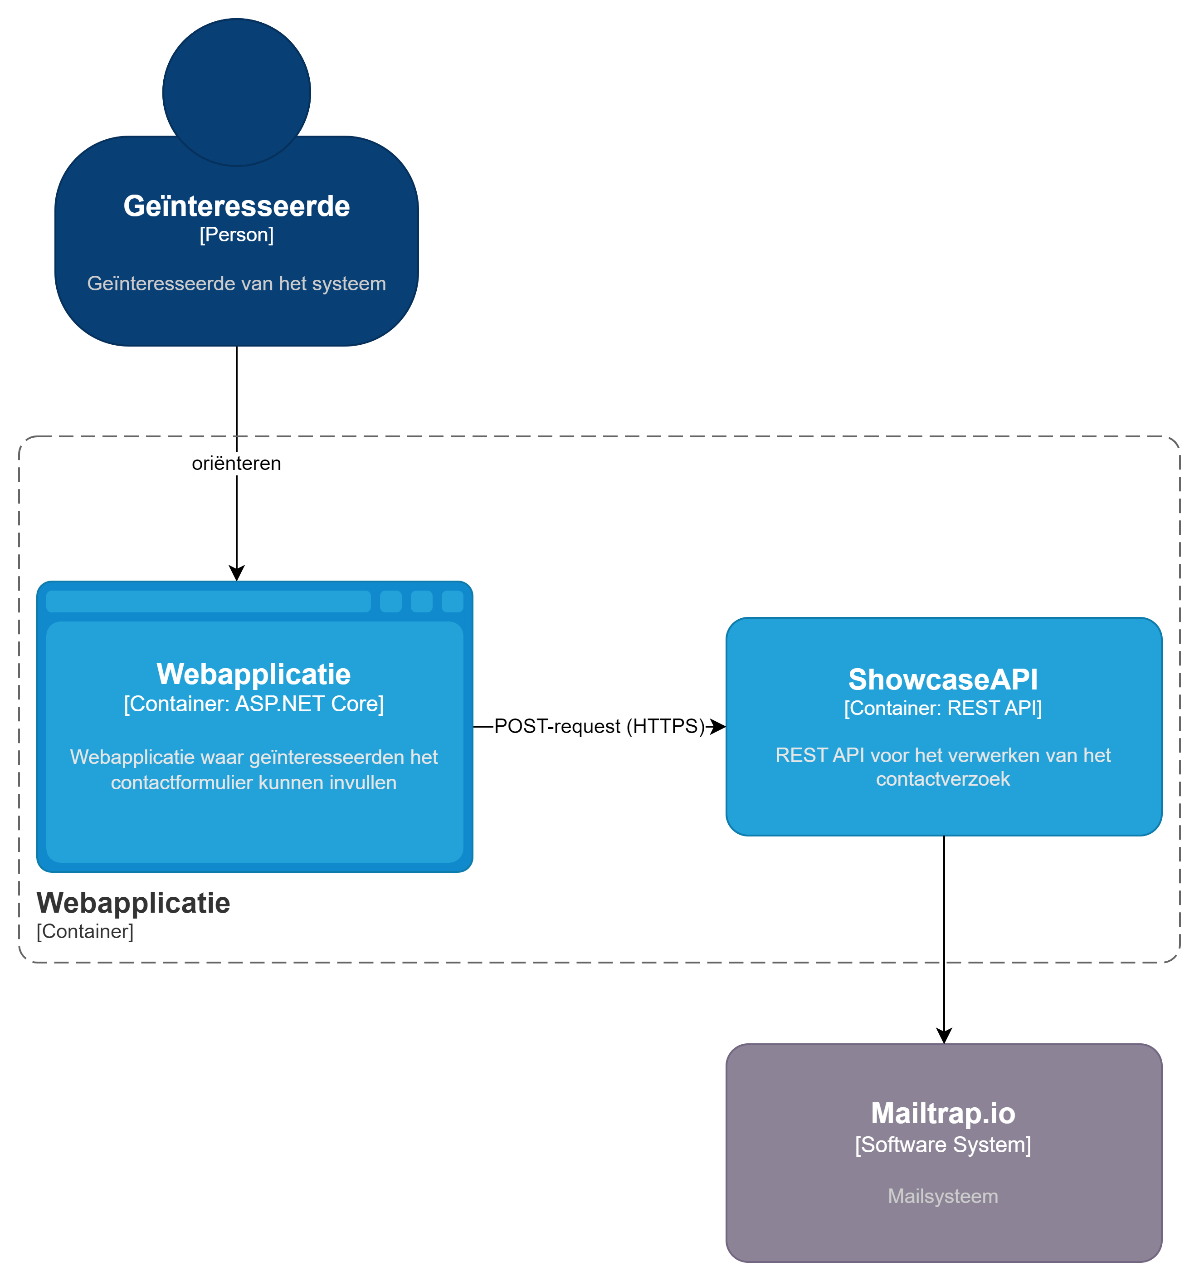 Geïnteresseerde
[Person]
Geïnteresseerde van het systeem
oriënteren
Webapplicatie
[Container: ASP.NET Core]
Webapplicatie waar geïnteresseerden het
contactformulier kunnen invullen
POST-request (HTTPS)
ShowcaseAPI
[Container: REST API]
REST API voor het verwerken van het
contactverzoek
Webapplicatie
[Container]
Mailtrap.io
[Software System]
Mailsysteem